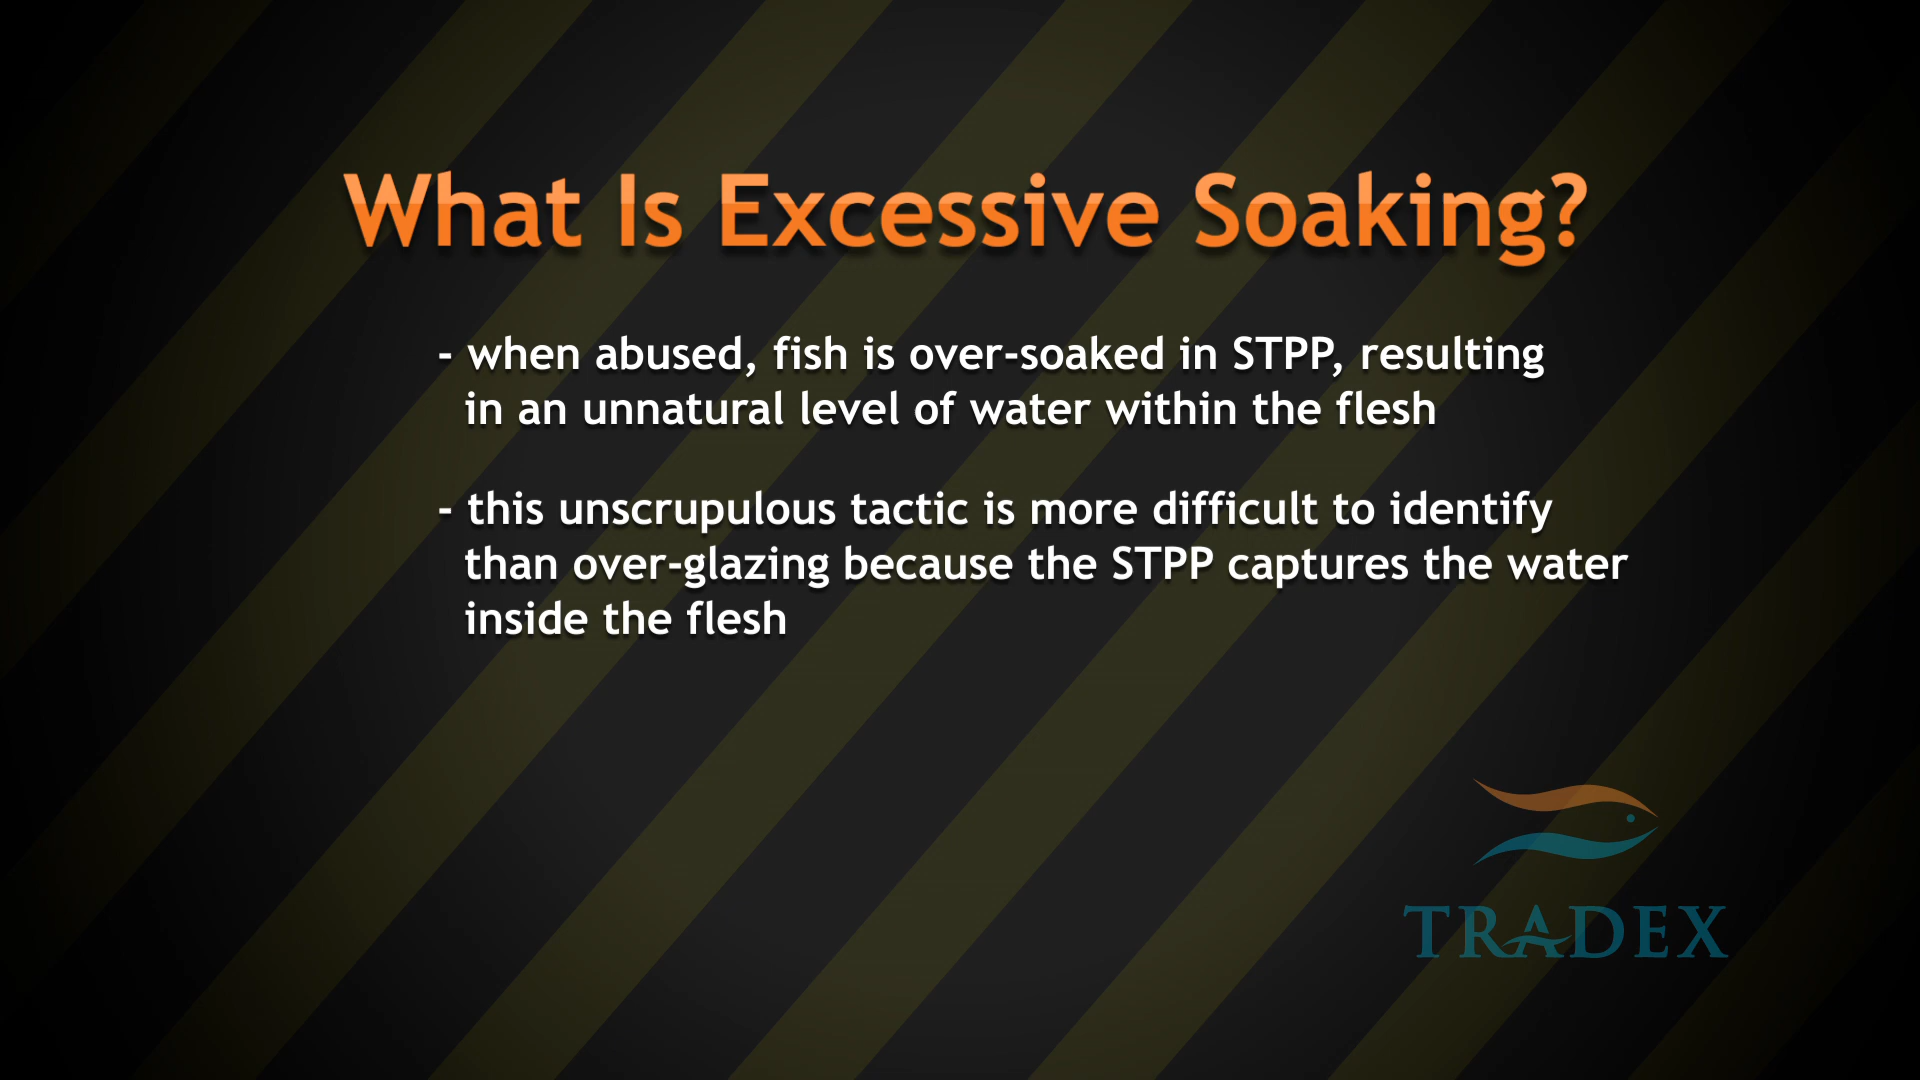 What Is Excessive Soaking?
- when abused, fish is over-soaked in STPP, resulting
in an unnatural level of water within the flesh
- this unscrupulous tactic is more difficult to identify
than over-glazing because the STPP captures the water
inside the flesh
TRADEX